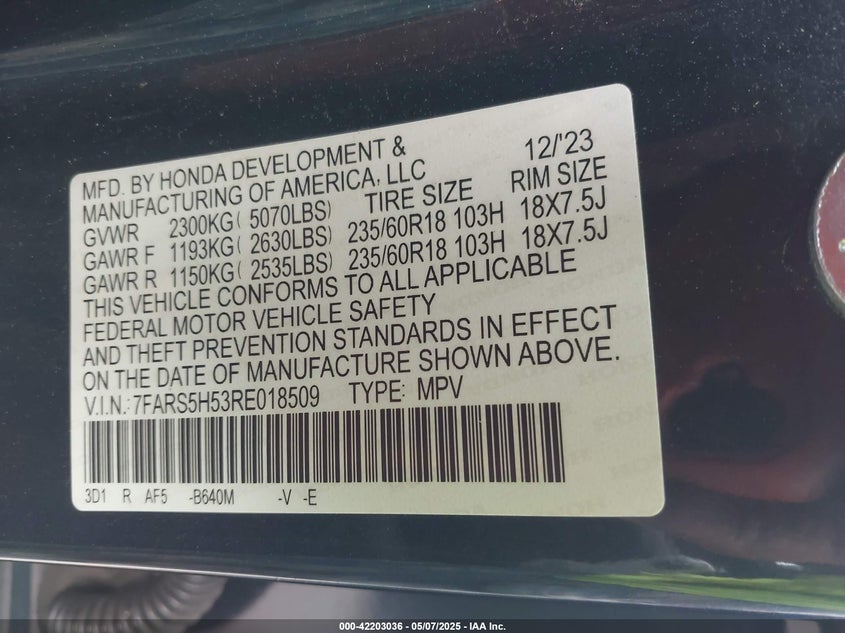 MFD. BY HONDA DEVELOPMENT & 12/'23
MANUFACTURING OF AMERICA, LLC TIRE SIZE RIM SIZE
GVWR 2300KG( 5070LBS)
GAWR F 1193KG( 2630LBS) 235/60R18 103H 18X7.5J
GAWR R 1150KG( 2535LBS) 235/60R18 103H 18X7.5J
THIS VEHICLE CONFORMS TO ALL APPLICABLE
FEDERAL MOTOR VEHICLE SAFETY
AND THEFT PREVENTION STANDARDS IN EFFECT
ON THE DATE OF MANUFACTURE SHOWN ABOVE.
V.I.N.:7FARS5H53RE018509 TYPE: MPV
3D1 R AF5 -B640M -V -E
000-42203036 - 05/07/2025 - IAA Inc.